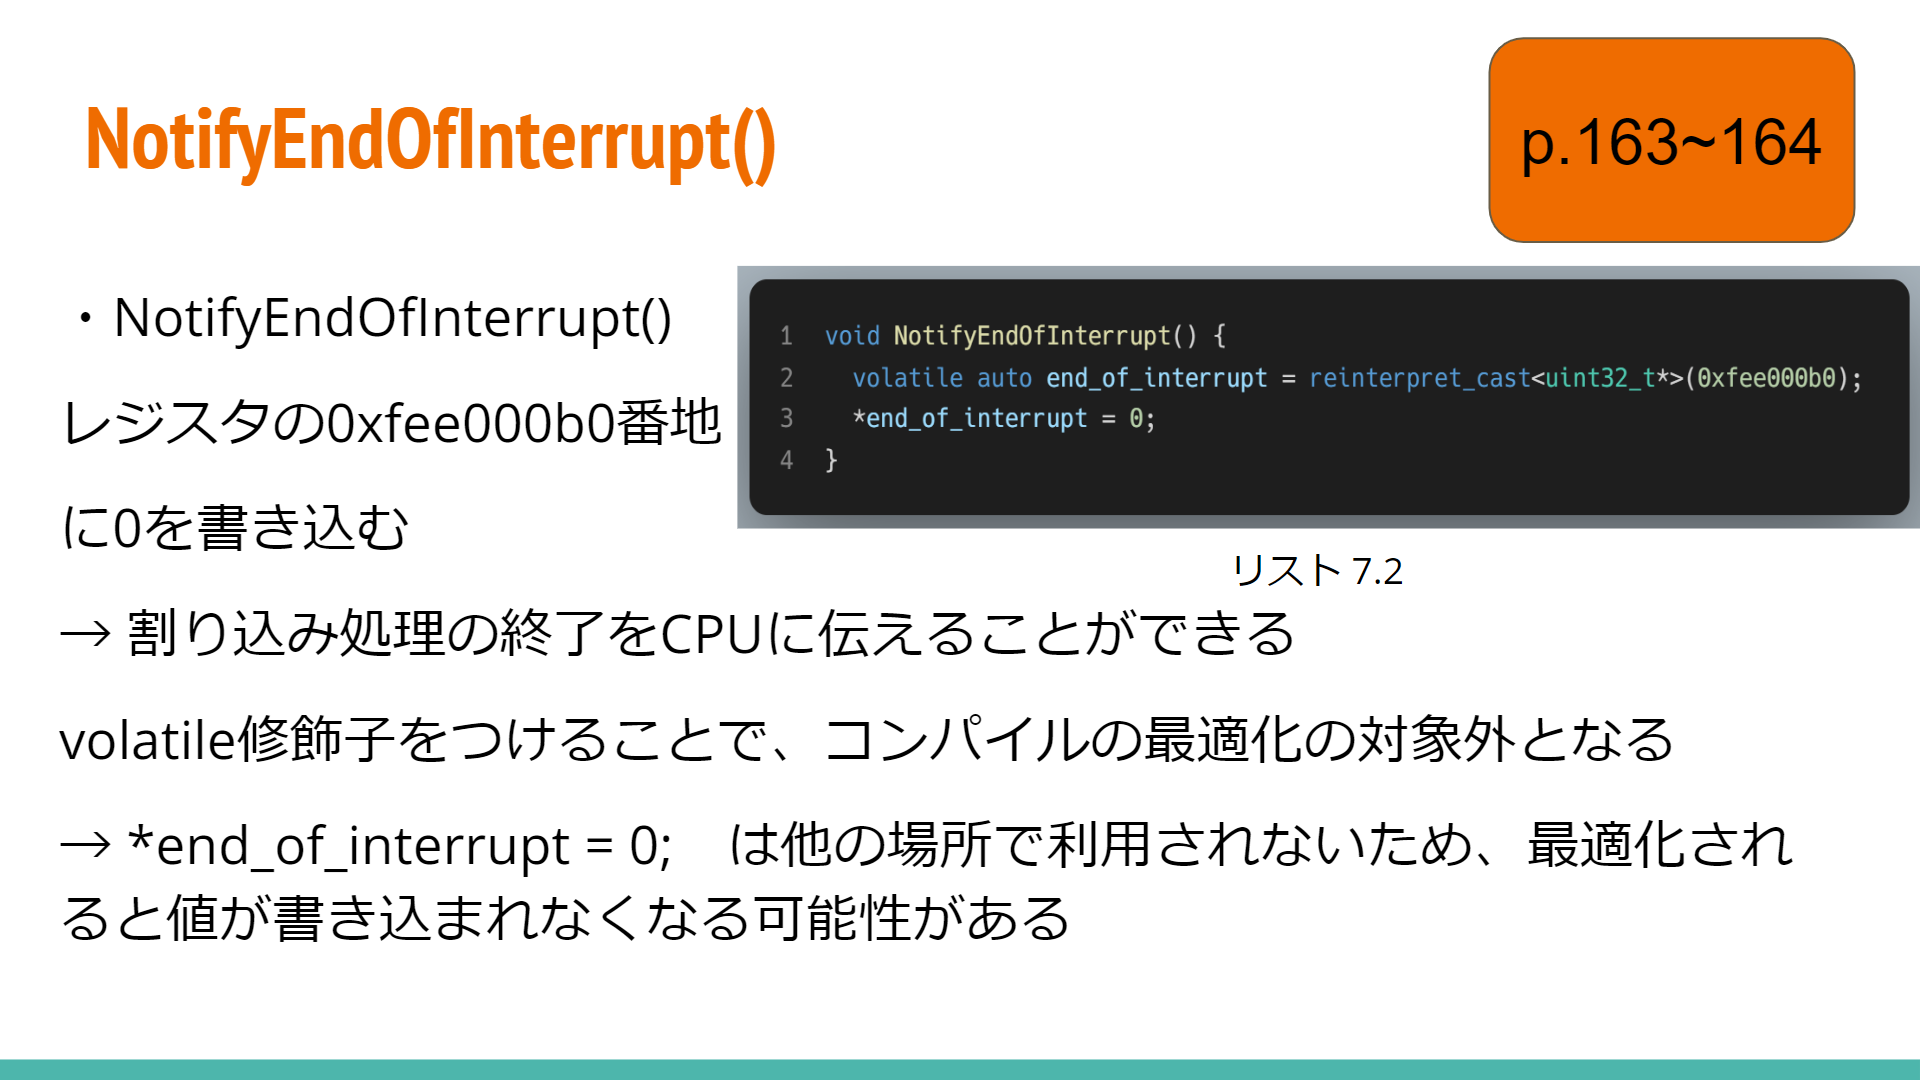 NotifyEndOfInterrupt()
p.163~164
・NotifyEndOfInterrupt()
レジスタの0xfee000b0番地
に0を書き込む
1 void NotifyEndOfInterrupt() {
2   volatile auto end_of_interrupt = reinterpret_cast<uint32_t*>(0xfee000b0);
3   *end_of_interrupt = 0;
4 }
リスト 7.2
→ 割り込み処理の終了をCPUに伝えることができる
volatile修飾子をつけることで、コンパイルの最適化の対象外となる
→ *end_of_interrupt = 0;　は他の場所で利用されないため、最適化され
ると値が書き込まれなくなる可能性がある